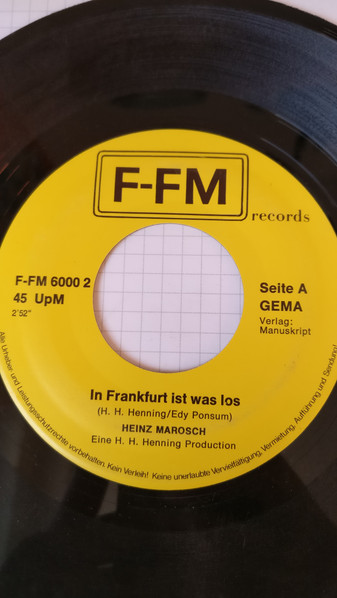 F-FM
records
F-FM 6000 2
45 UpM
2'52"
Seite A
GEMA
Verlag:
Manuskript
In Frankfurt ist was los
(H. H. Henning/Edy Ponsum)
HEINZ MAROSCH
Eine H. H. Henning Production
Alle Urheber und Leistungsschutzrechte vorbehalten. Kein Verleih! Keine unerlaubte Vervielfältigung, Vermietung, Aufführung und Sendung!